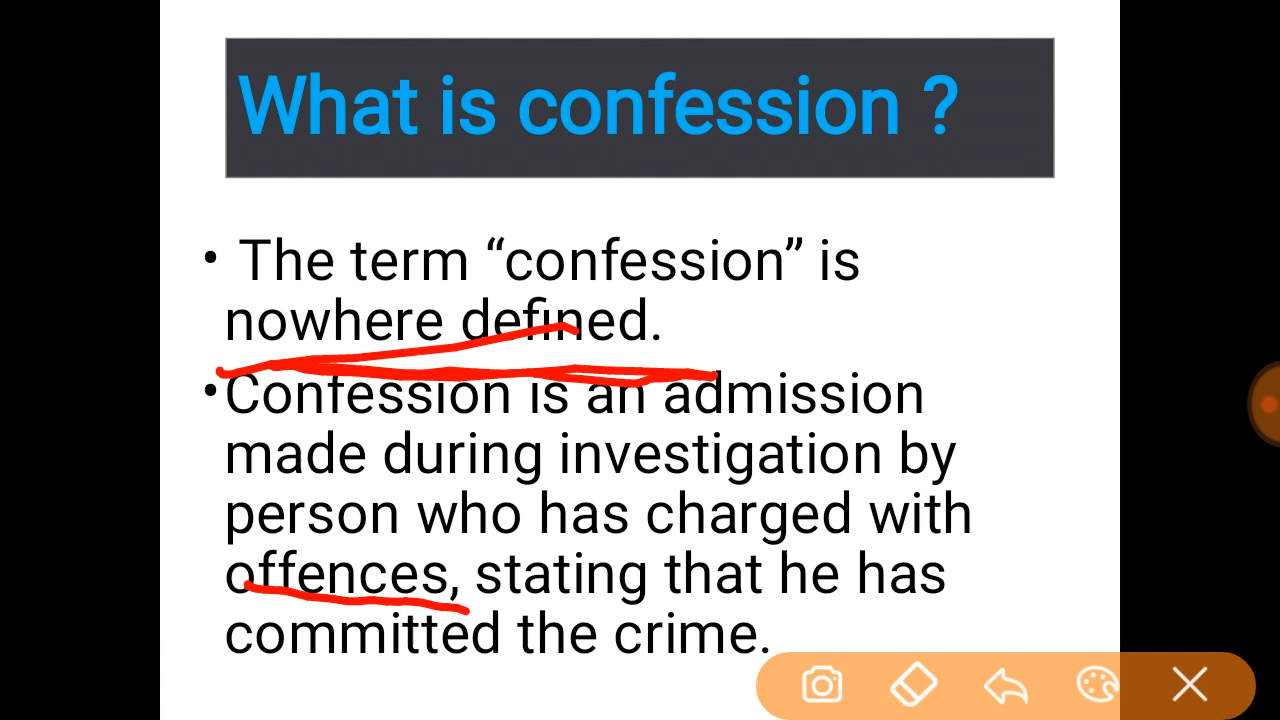 What is confession ?
• The term “confession” is
nowhere defined.
• Confession is an admission
made during investigation by
person who has charged with
offences, stating that he has
committed the crime.